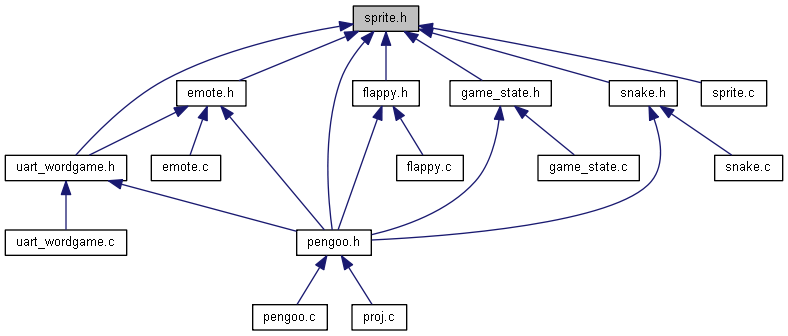 sprite.h
emote.h
flappy.h
game_state.h
snake.h
sprite.c
uart_wordgame.h
emote.c
flappy.c
game_state.c
snake.c
uart_wordgame.c
pengoo.h
pengoo.c
proj.c